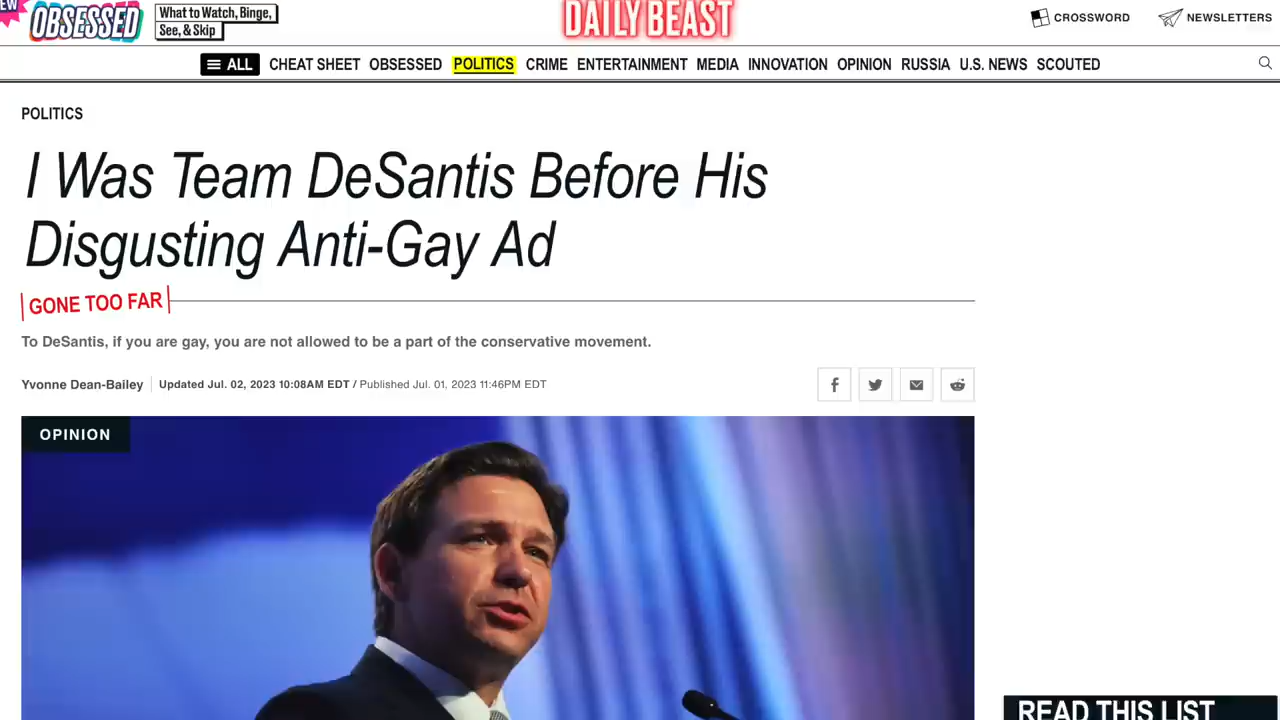 OBSESSED
What to Watch, Binge,
See, & Skip
DAILY BEAST
CROSSWORD
NEWSLETTERS
ALL CHEAT SHEET OBSESSED POLITICS CRIME ENTERTAINMENT MEDIA INNOVATION OPINION RUSSIA U.S. NEWS SCOUTED
POLITICS
I Was Team DeSantis Before His
Disgusting Anti-Gay Ad
GONE TOO FAR
To DeSantis, if you are gay, you are not allowed to be a part of the conservative movement.
Yvonne Dean-Bailey Updated Jul. 02, 2023 10:08AM EDT / Published Jul. 01, 2023 11:46PM EDT
OPINION
READ THIS LIST